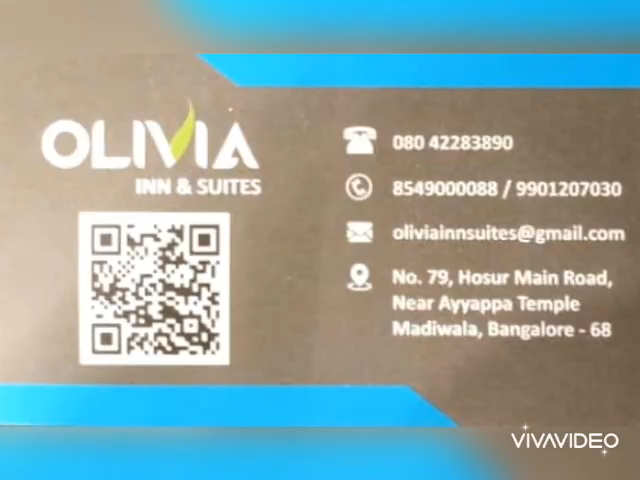 OLIVIA
INN & SUITES
080 42283890
8549000088 / 9901207030
oliviainnsuites@gmail.com
No. 79, Hosur Main Road,
Near Ayyappa Temple
Madiwala, Bangalore - 68
VIVAVIDEO